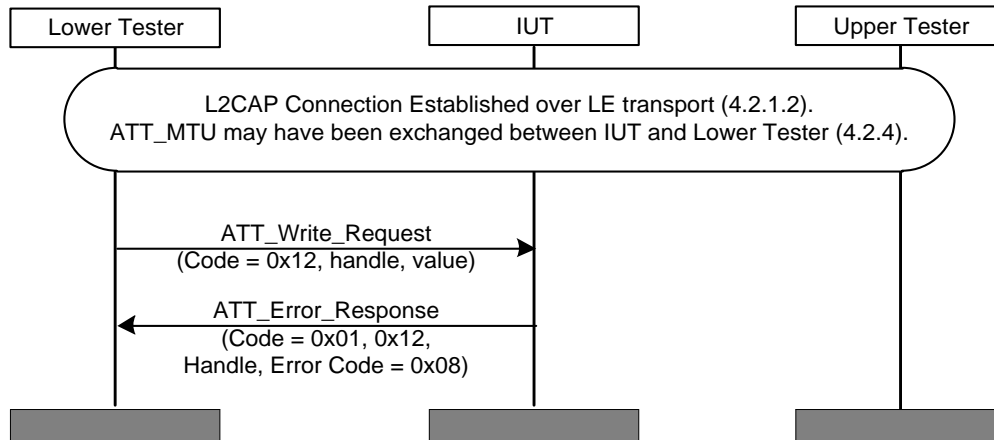 Lower Tester
IUT
Upper Tester
L2CAP Connection Established over LE transport (4.2.1.2).
ATT_MTU may have been exchanged between IUT and Lower Tester (4.2.4).
ATT_Write_Request
(Code = 0x12, handle, value)
ATT_Error_Response
(Code = 0x01, 0x12,
Handle, Error Code = 0x08)